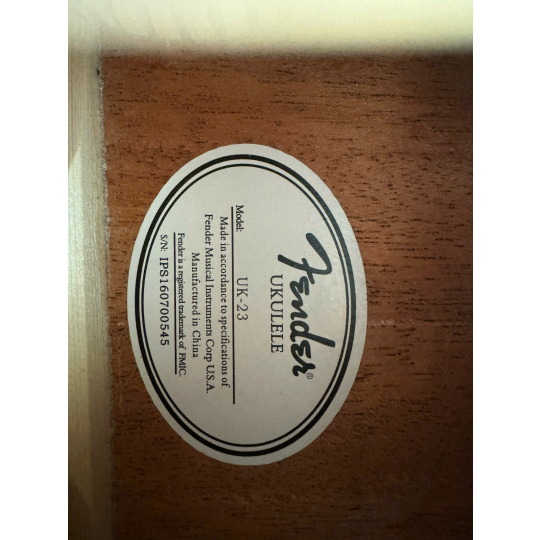 Fender®
UKULELE
Model: UK-23
Made in accordance to specifications of
Fender Musical Instruments Corp U.S.A.
Manufactured in China
Fender is a registered trademark of FMIC.
S/N: IPS160700545